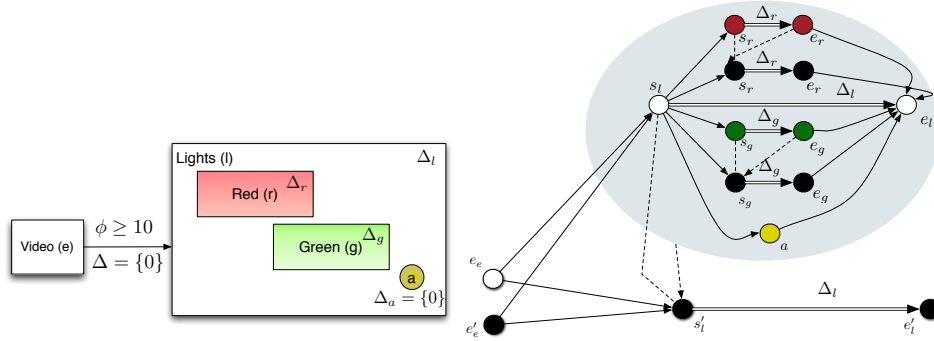 Lights (l)
Δ_l
Red (r)
Δ_r
Green (g)
Δ_g
a
Δ_a = {0}
Video (e)
ϕ ≥ 10
Δ = {0}
Δ_r
s_r
e_r
Δ_r
s_r
e_r
s_l
Δ_l
e_l
Δ_g
s_g
e_g
Δ_g
s_g
e_g
a
e_e
e'_e
s'_l
Δ_l
e'_l